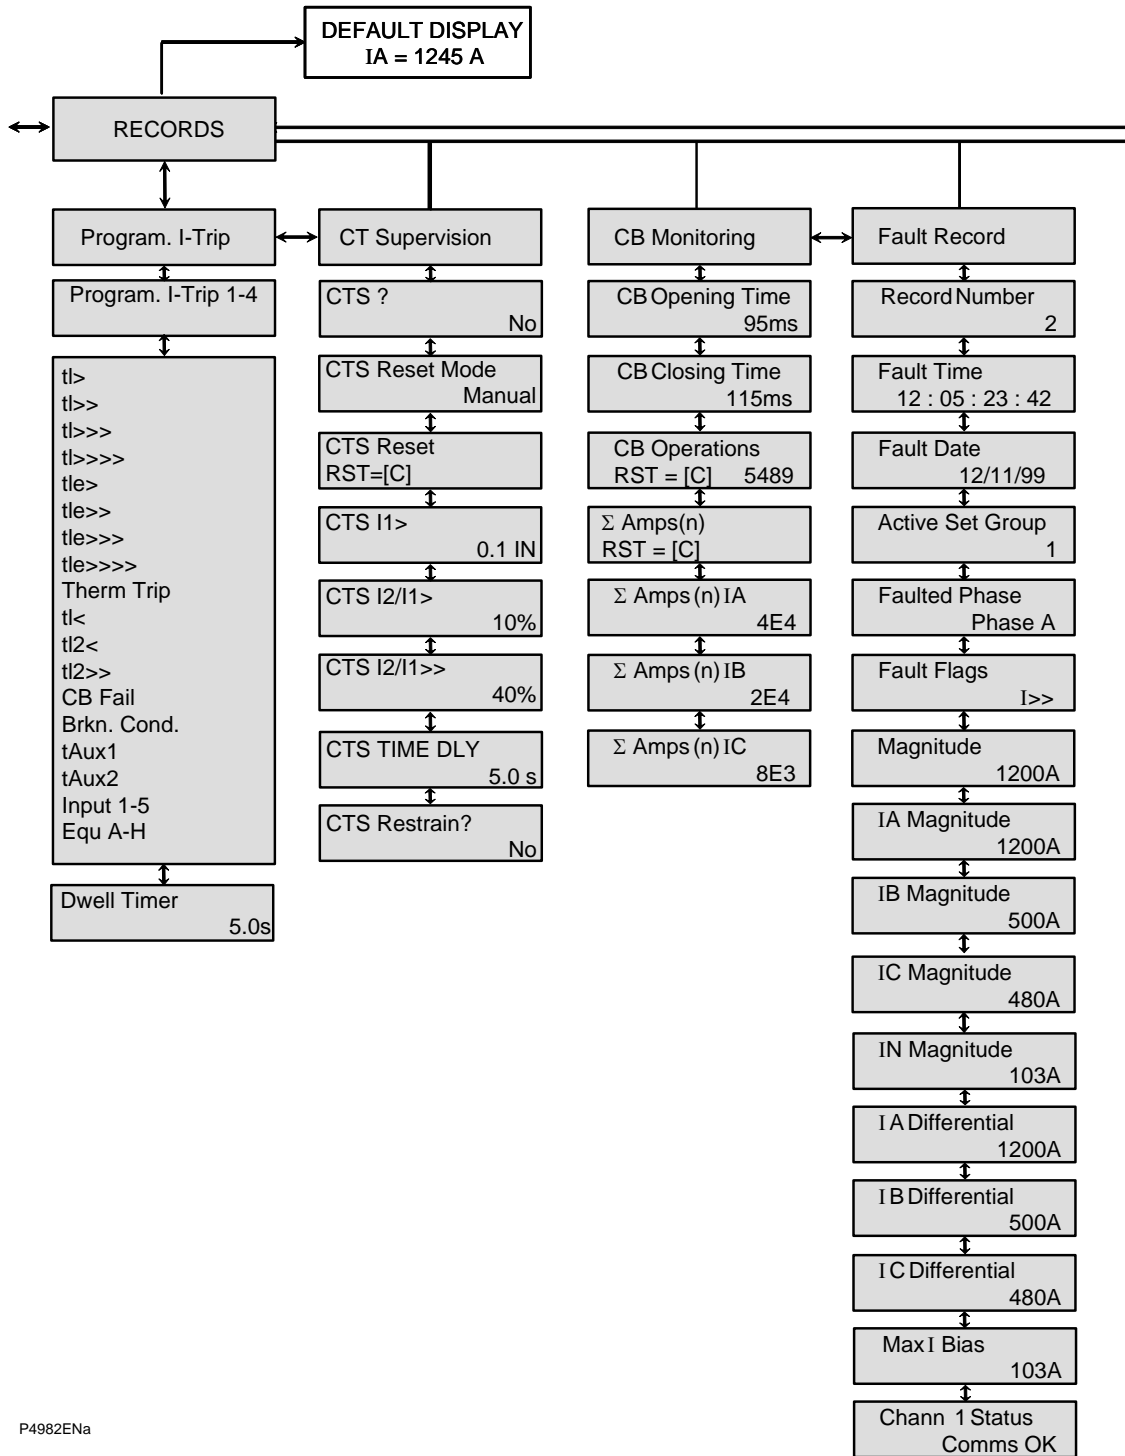 DEFAULT DISPLAY
IA = 1245 A
RECORDS
Program. I-Trip
Program. I-Trip 1-4
tI>
tI>>
tI>>>
tI>>>>
tIe>
tIe>>
tIe>>>
tIe>>>>
Therm Trip
tI<
tI2<
tI2>>
CB Fail
Brkn. Cond.
tAux1
tAux2
Input 1-5
Equ A-H
Dwell Timer
5.0s
CT Supervision
CTS ?
No
CTS Reset Mode
Manual
CTS Reset
RST=[C]
CTS I1>
0.1 IN
CTS I2/I1>
10%
CTS I2/I1>>
40%
CTS TIME DLY
5.0 s
CTS Restrain?
No
CB Monitoring
CB Opening Time
95ms
CB Closing Time
115ms
CB Operations
RST = [C] 5489
Σ Amps(n)
RST = [C]
Σ Amps (n) IA
4E4
Σ Amps (n) IB
2E4
Σ Amps (n) IC
8E3
Fault Record
Record Number
2
Fault Time
12 : 05 : 23 : 42
Fault Date
12/11/99
Active Set Group
1
Faulted Phase
Phase A
Fault Flags
I>>
Magnitude
1200A
IA Magnitude
1200A
IB Magnitude
500A
IC Magnitude
480A
IN Magnitude
103A
IA Differential
1200A
IB Differential
500A
IC Differential
480A
Max I Bias
103A
Chann 1 Status
Comms OK
P4982ENa